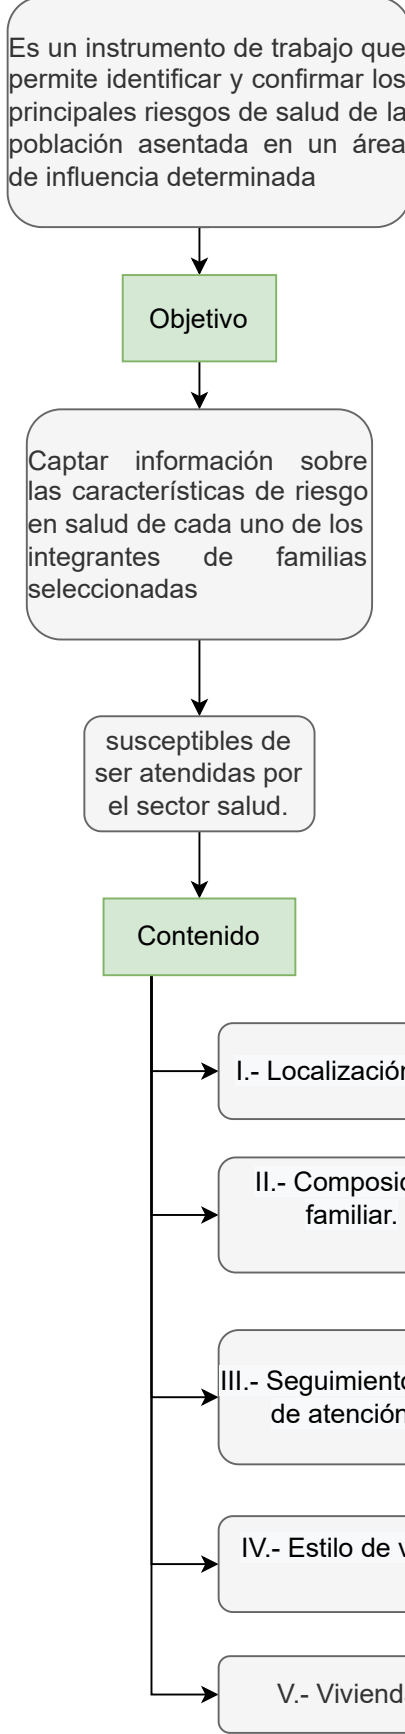 Es un instrumento de trabajo que
permite identificar y confirmar los
principales riesgos de salud de la
población asentada en un área
de influencia determinada
Objetivo
Captar información sobre
las características de riesgo
en salud de cada uno de los
integrantes de familias
seleccionadas
susceptibles de
ser atendidas por
el sector salud.
Contenido
I.- Localización
II.- Composic
familiar.
III.- Seguimiento
de atención
IV.- Estilo de v
V.- Viviend